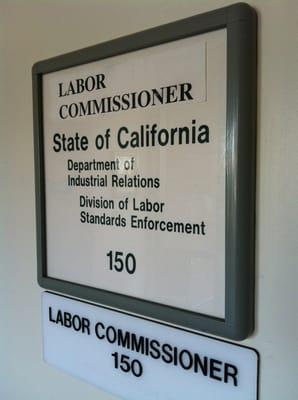 LABOR
COMMISSIONER
State of California
Department of
Industrial Relations
Division of Labor
Standards Enforcement
150
LABOR COMMISSIONER
150